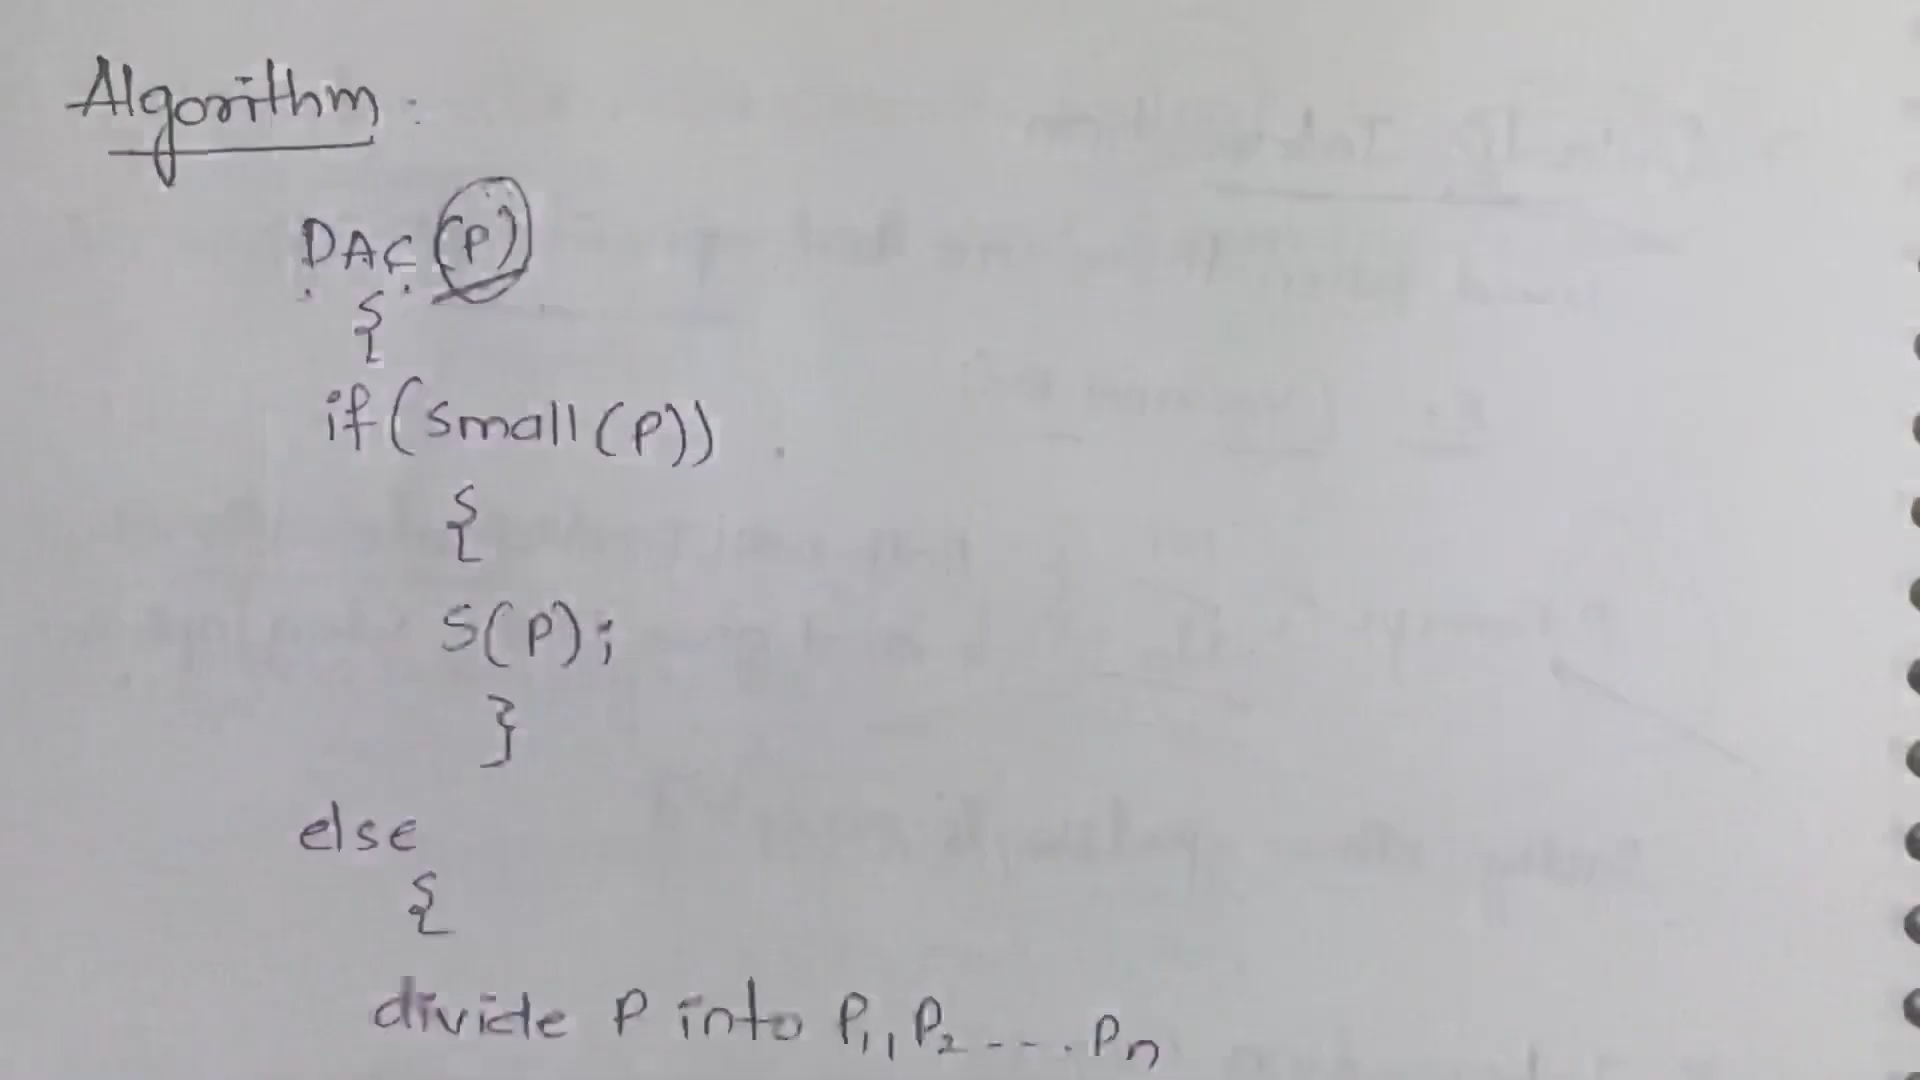 Algorithm:
DAC(P)
{
if(small(P))
{
S(P);
}
else
{
divide P into P1, P2 ---. Pn